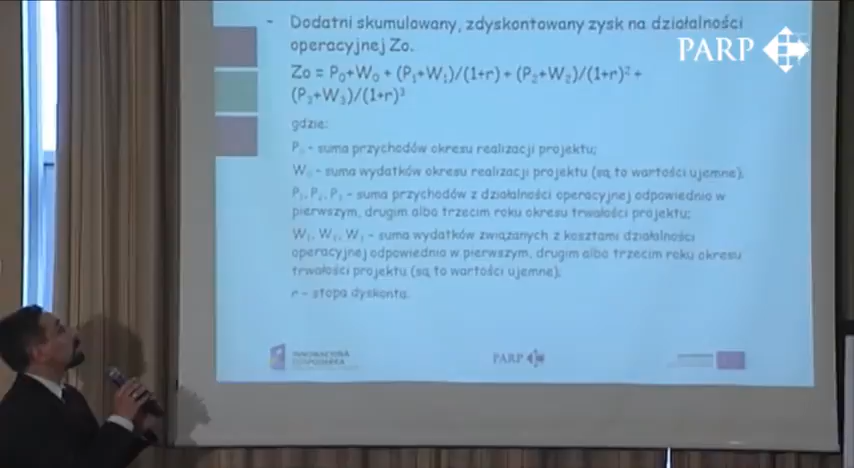 - Dodatni skumulowany, zdyskontowany zysk na działalności
operacyjnej Zo.
PARP
Zo = P₀+W₀ + (P₁+W₁)/(1+r) + (P₂+W₂)/(1+r)² +
(P₃+W₃)/(1+r)³
gdzie:
P₀ - suma przychodów okresu realizacji projektu;
W₀ - suma wydatków okresu realizacji projektu (są to wartości ujemne);
P₁, P₂, P₃ - suma przychodów z działalności operacyjnej odpowiednio w
pierwszym, drugim albo trzecim roku okresu trwałości projektu;
W₁, W₂, W₃ - suma wydatków związanych z kosztami działalności
operacyjnej odpowiednio w pierwszym, drugim albo trzecim roku okresu
trwałości projektu (są to wartości ujemne);
r - stopa dyskonta.
INNOWACYJNA
GOSPODARKA
PARP